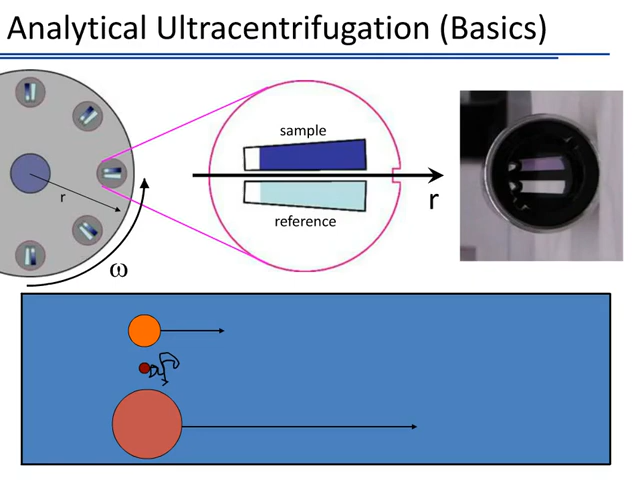 Analytical Ultracentrifugation (Basics)
sample
r
r
reference
ω